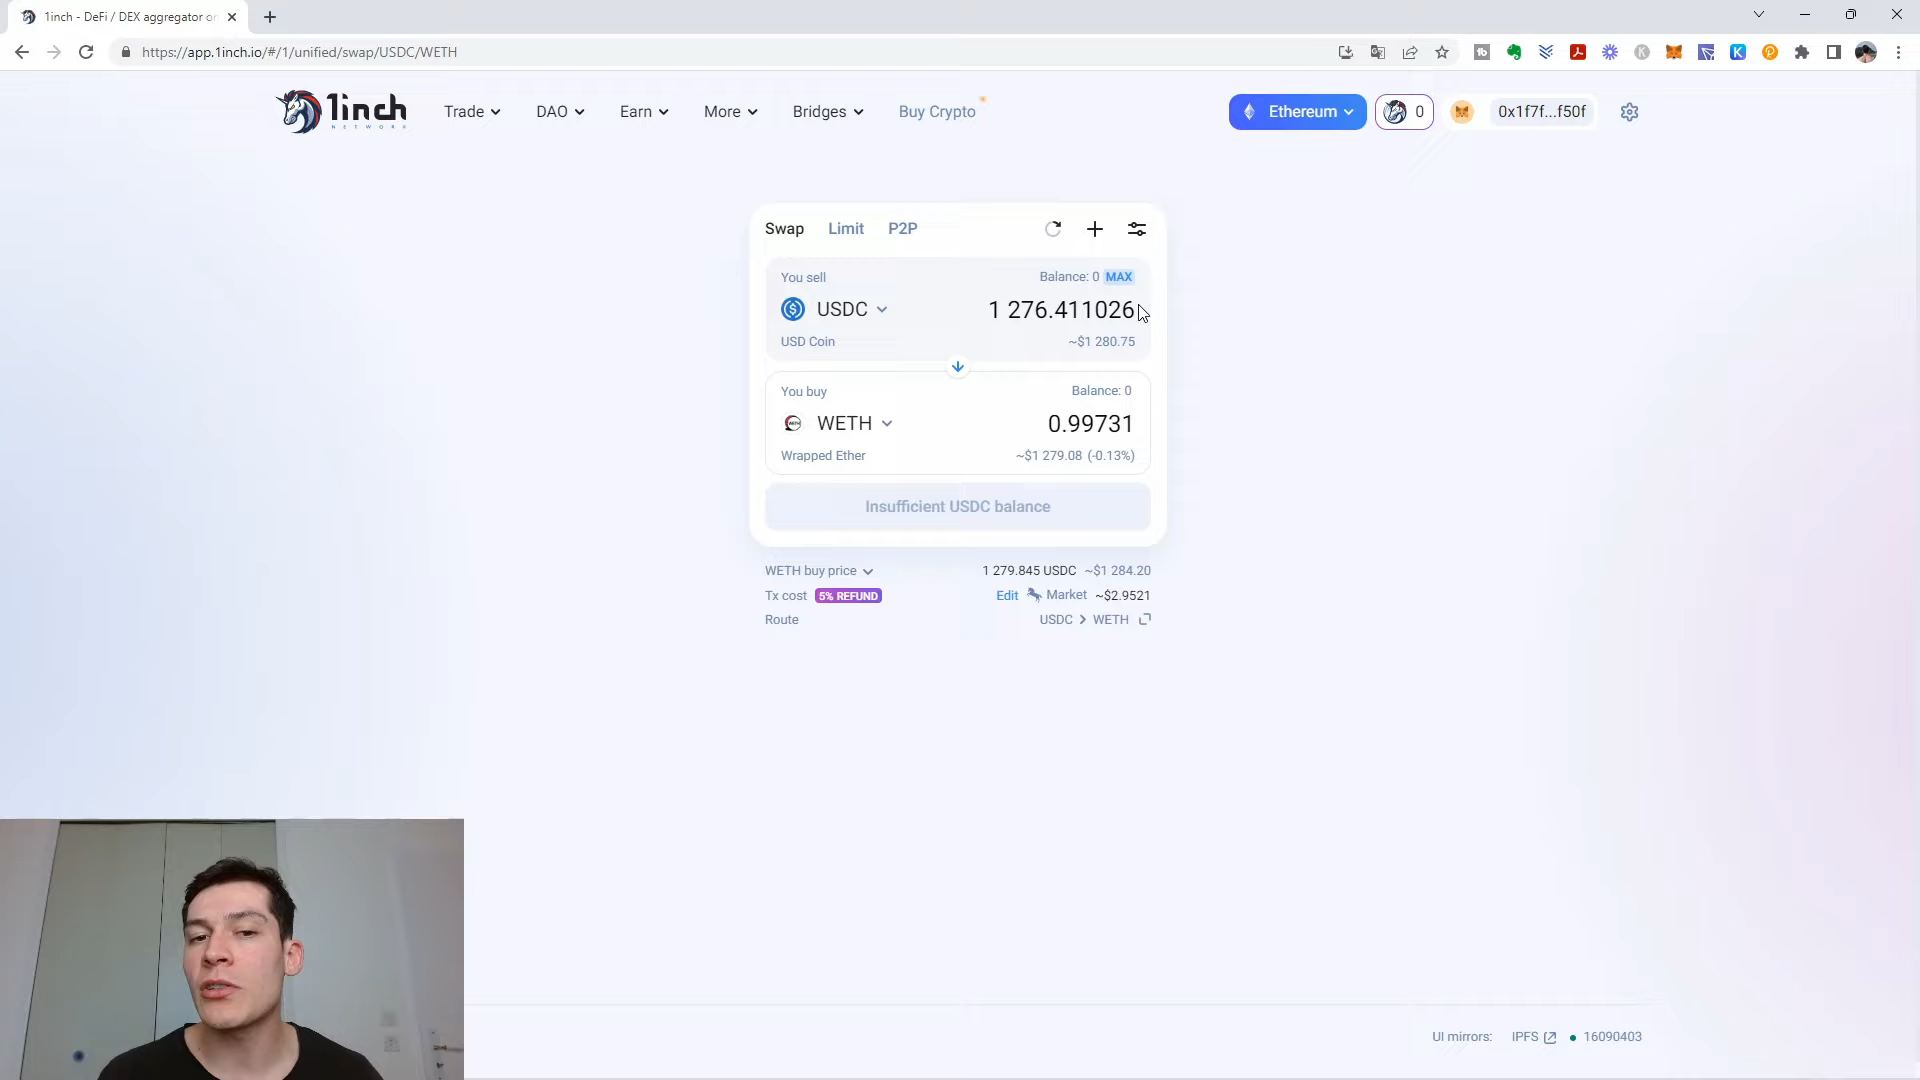 1inch - DeFi / DEX aggregator on
https://app.1inch.io/#/1/unified/swap/USDC/WETH
1inch
NETWORK
Trade
DAO
Earn
More
Bridges
Buy Crypto
Ethereum
0
0x1f7f...f50f
Swap
Limit
P2P
You sell
Balance: 0 MAX
USDC
1 276.411026
USD Coin
~$1 280.75
You buy
Balance: 0
WETH
0.99731
Wrapped Ether
~$1 279.08 (-0.13%)
Insufficient USDC balance
WETH buy price
1 279.845 USDC ~$1 284.20
Tx cost 5% REFUND
Edit Market ~$2.9521
Route
USDC > WETH
UI mirrors: IPFS 16090403